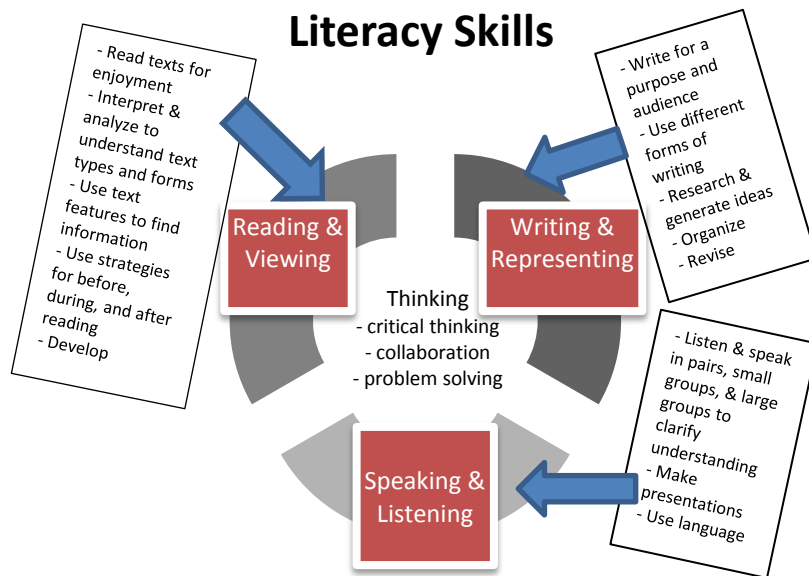 Literacy Skills
- Read texts for
enjoyment
- Interpret &
analyze to
understand text
types and forms
- Use text
features to find
information
- Use strategies
for before,
during, and after
reading
- Develop
- Write for a
purpose and
audience
- Use different
forms of
writing
- Research &
generate ideas
- Organize
- Revise
Reading &
Viewing
Writing &
Representing
Thinking
- critical thinking
- collaboration
- problem solving
- Listen & speak
in pairs, small
groups, & large
groups to
clarify
understanding
- Make
presentations
- Use language
Speaking &
Listening